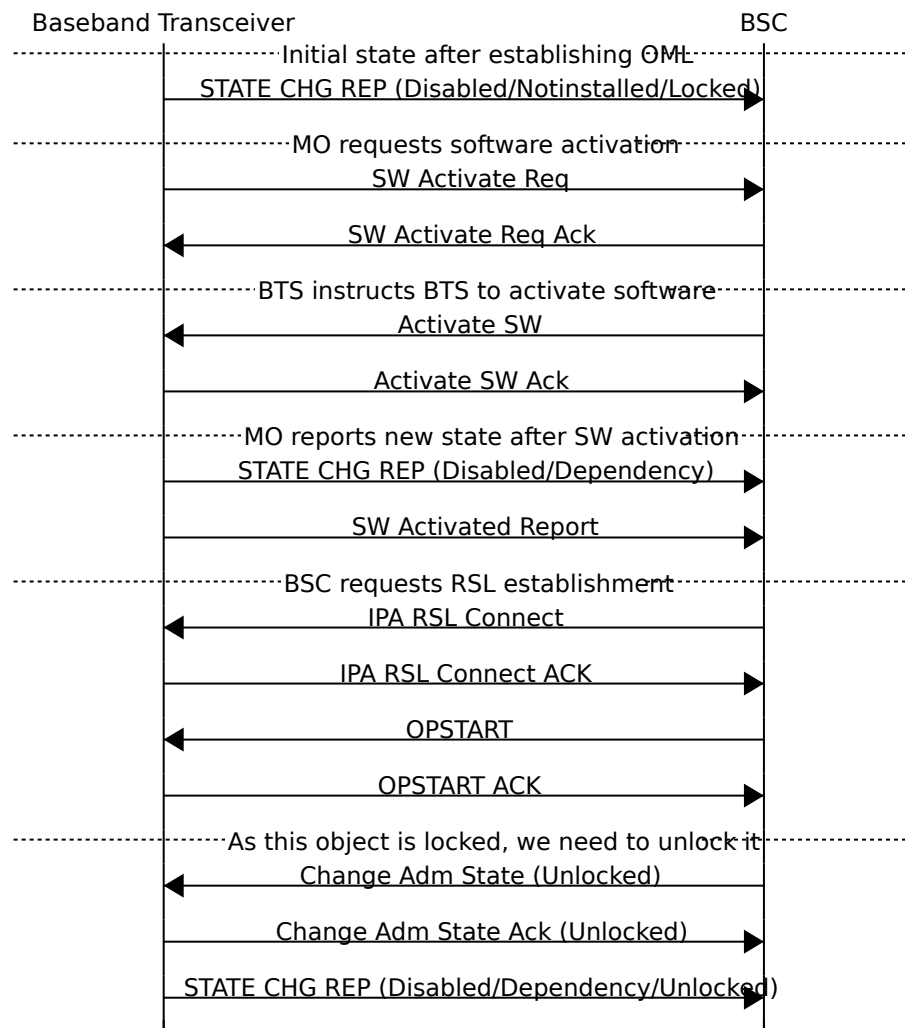 Baseband Transceiver BSC
Initial state after establishing OML
STATE CHG REP (Disabled/Notinstalled/Locked)
MO requests software activation
SW Activate Req
SW Activate Req Ack
BTS instructs BTS to activate software
Activate SW
Activate SW Ack
MO reports new state after SW activation
STATE CHG REP (Disabled/Dependency)
SW Activated Report
BSC requests RSL establishment
IPA RSL Connect
IPA RSL Connect ACK
OPSTART
OPSTART ACK
As this object is locked, we need to unlock it
Change Adm State (Unlocked)
Change Adm State Ack (Unlocked)
STATE CHG REP (Disabled/Dependency/Unlocked)